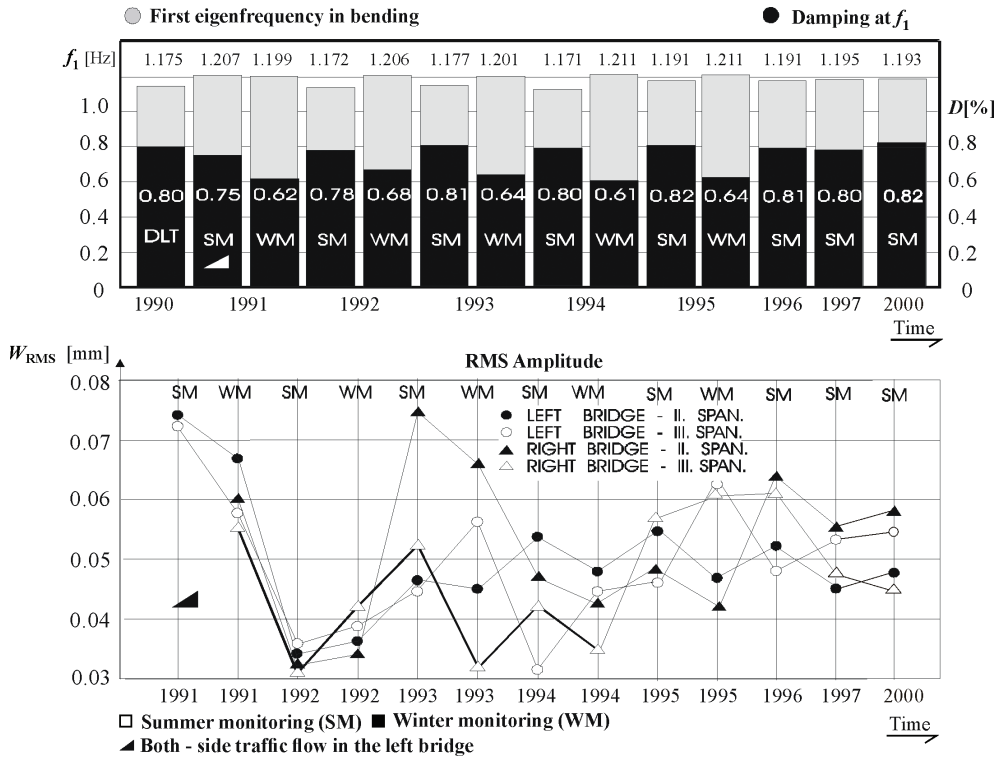 First eigenfrequency in bending Damping at f1
f1 [Hz] 1.175 1.207 1.199 1.172 1.206 1.177 1.201 1.171 1.211 1.191 1.211 1.191 1.195 1.193
1.0 D[%]
0.8 0.8
0.6 0.6
0.80 0.75 0.62 0.78 0.68 0.81 0.64 0.80 0.61 0.82 0.64 0.81 0.80 0.82
0.4 0.4
DLT SM WM SM WM SM WM SM WM SM WM SM SM SM
0.2 0.2
0 0
1990 1991 1992 1993 1994 1995 1996 1997 2000
Time
WRMS [mm] RMS Amplitude
0.08
SM WM SM WM SM WM SM WM SM WM SM SM SM
LEFT BRIDGE - II. SPAN.
LEFT BRIDGE - III. SPAN.
0.07
RIGHT BRIDGE - II. SPAN.
RIGHT BRIDGE - III. SPAN.
0.06
0.05
0.04
0.03
1991 1991 1992 1992 1993 1993 1994 1994 1995 1995 1996 1997 2000
Summer monitoring (SM) Winter monitoring (WM) Time
Both - side traffic flow in the left bridge